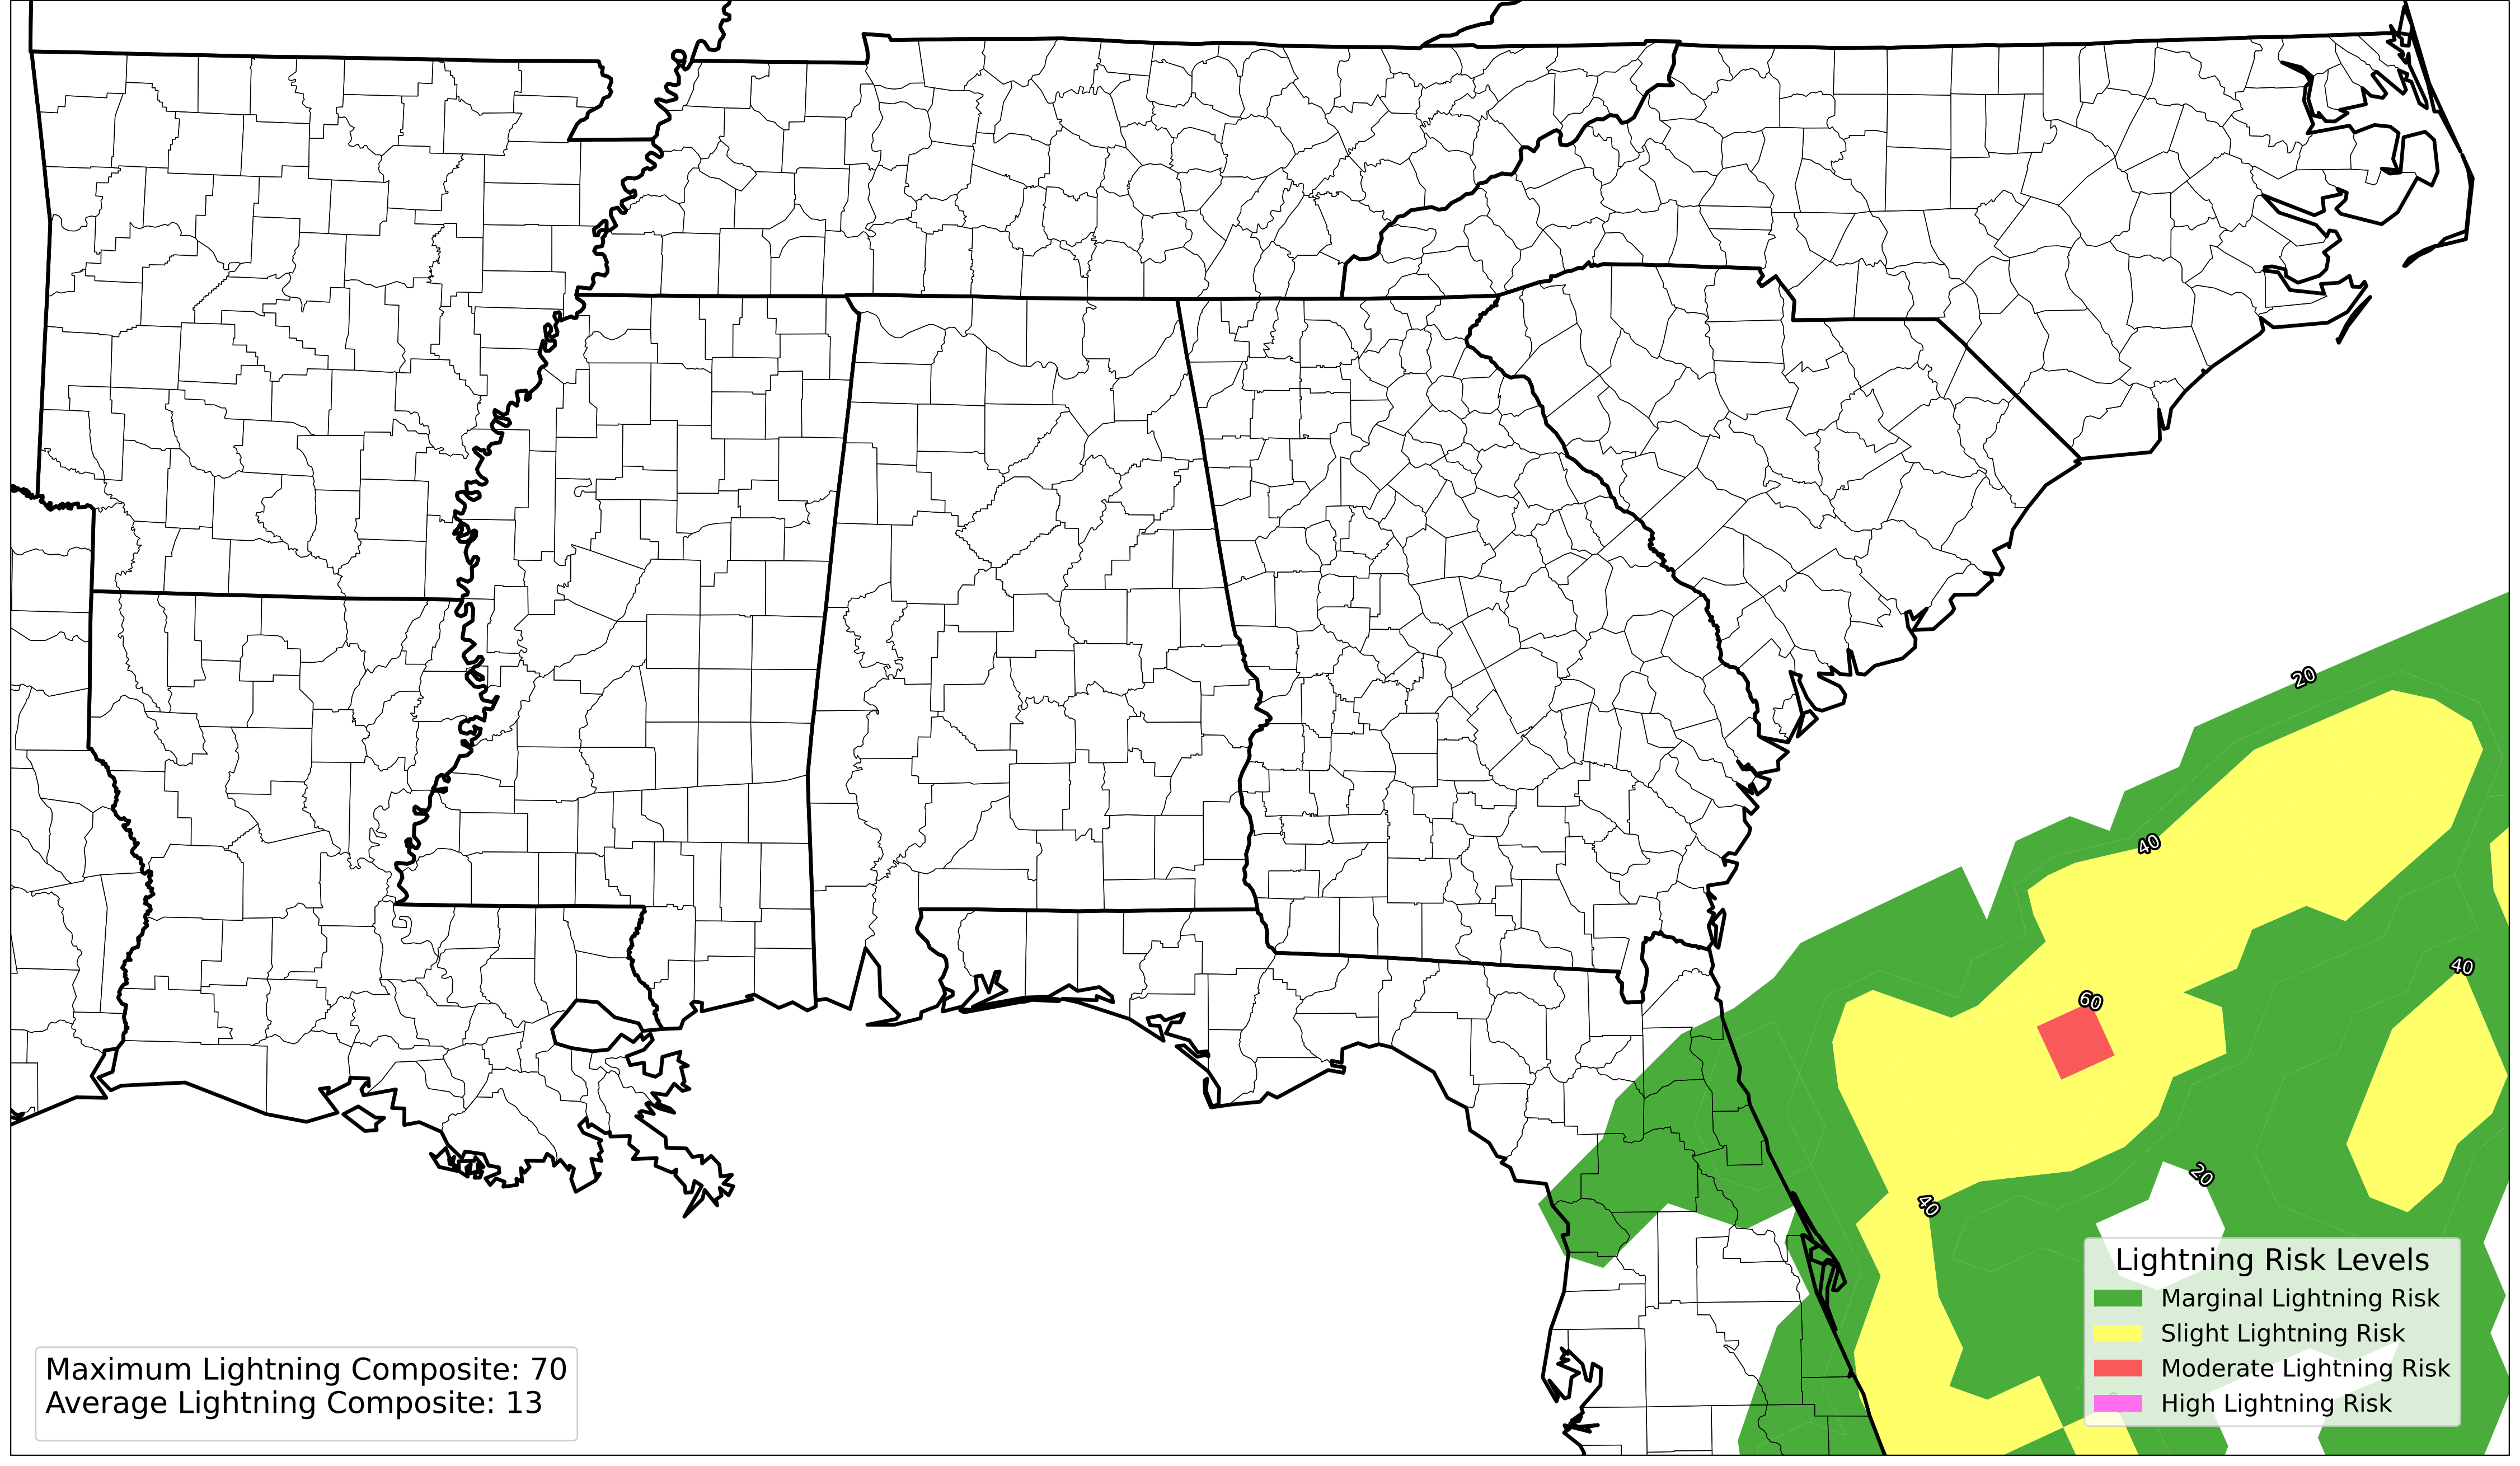 20
40
40
60
20
40
Lightning Risk Levels
Marginal Lightning Risk
Slight Lightning Risk
Moderate Lightning Risk
High Lightning Risk
Maximum Lightning Composite: 70
Average Lightning Composite: 13